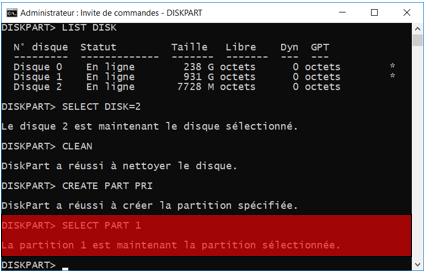 Administrateur : Invite de commandes - DISKPART
DISKPART> LIST DISK
N° disque Statut Taille Libre Dyn GPT
--------- ------------- ------- ------- --- ---
Disque 0 En ligne 238 G octets 0 octets *
Disque 1 En ligne 931 G octets 0 octets *
Disque 2 En ligne 7728 M octets 0 octets
DISKPART> SELECT DISK=2
Le disque 2 est maintenant le disque sélectionné.
DISKPART> CLEAN
DiskPart a réussi à nettoyer le disque.
DISKPART> CREATE PART PRI
DiskPart a réussi à créer la partition spécifiée.
DISKPART> SELECT PART 1
La partition 1 est maintenant la partition sélectionnée.
DISKPART>